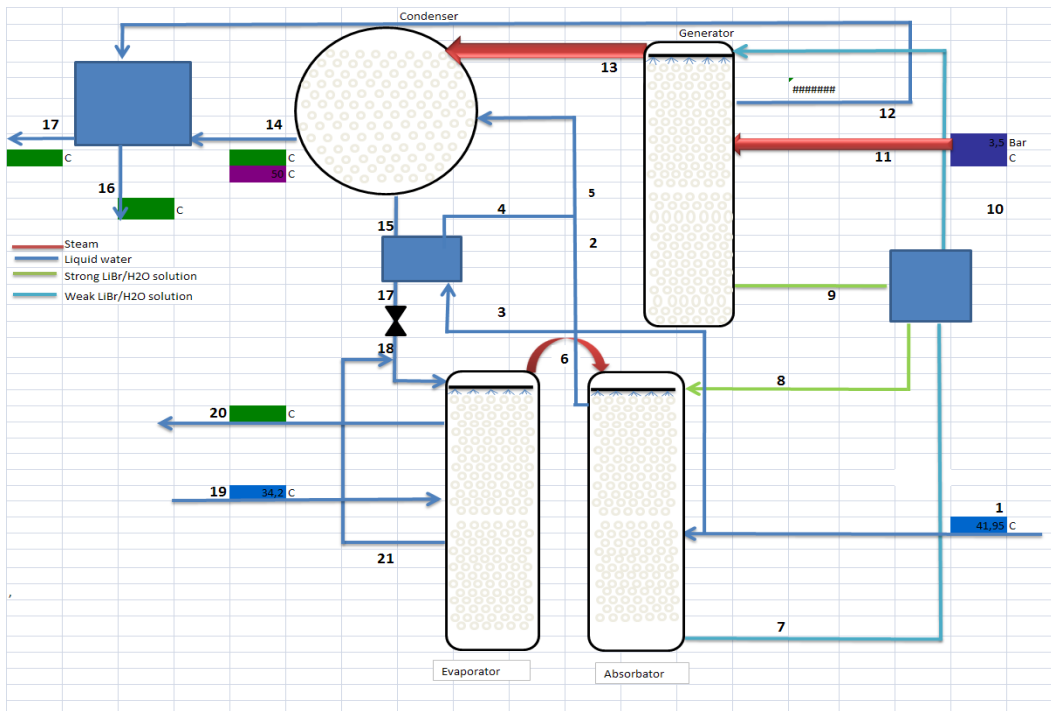 Condenser
Generator
13
#######
12
17
14
3,5 Bar
C
C
11
C
50 C
16
C
5
10
4
15
2
Steam
Liquid water
Strong LiBr/H2O solution
Weak LiBr/H2O solution
17
9
3
18
6
8
20
C
19
34,2 C
1
41,95 C
21
,
7
Evaporator
Absorbator